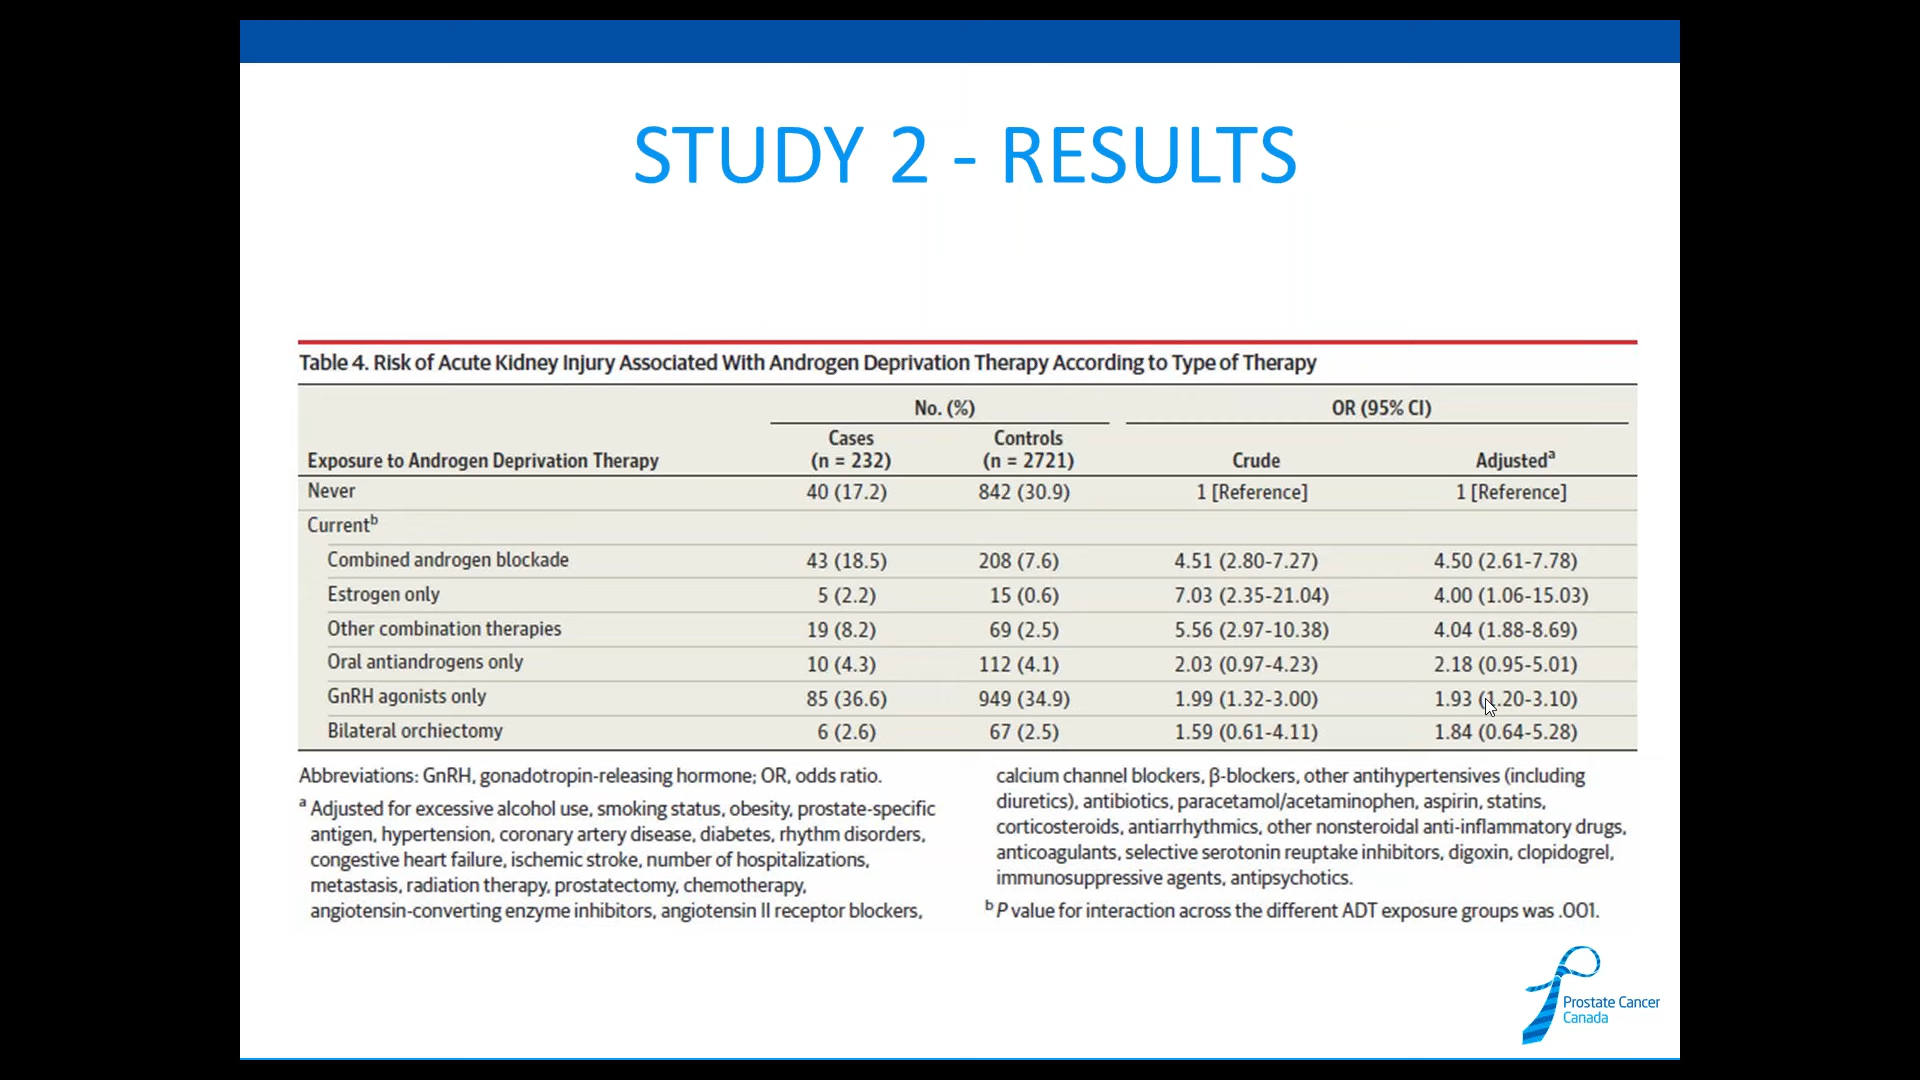 STUDY 2 - RESULTS
Table 4. Risk of Acute Kidney Injury Associated With Androgen Deprivation Therapy According to Type of Therapy
No. (%) OR (95% CI)
Cases Controls
Exposure to Androgen Deprivation Therapy (n = 232) (n = 2721) Crude Adjustedᵃ
Never 40 (17.2) 842 (30.9) 1 [Reference] 1 [Reference]
Currentᵇ
Combined androgen blockade 43 (18.5) 208 (7.6) 4.51 (2.80-7.27) 4.50 (2.61-7.78)
Estrogen only 5 (2.2) 15 (0.6) 7.03 (2.35-21.04) 4.00 (1.06-15.03)
Other combination therapies 19 (8.2) 69 (2.5) 5.56 (2.97-10.38) 4.04 (1.88-8.69)
Oral antiandrogens only 10 (4.3) 112 (4.1) 2.03 (0.97-4.23) 2.18 (0.95-5.01)
GnRH agonists only 85 (36.6) 949 (34.9) 1.99 (1.32-3.00) 1.93 (1.20-3.10)
Bilateral orchiectomy 6 (2.6) 67 (2.5) 1.59 (0.61-4.11) 1.84 (0.64-5.28)
Abbreviations: GnRH, gonadotropin-releasing hormone; OR, odds ratio.
ᵃ Adjusted for excessive alcohol use, smoking status, obesity, prostate-specific
antigen, hypertension, coronary artery disease, diabetes, rhythm disorders,
congestive heart failure, ischemic stroke, number of hospitalizations,
metastasis, radiation therapy, prostatectomy, chemotherapy,
angiotensin-converting enzyme inhibitors, angiotensin II receptor blockers,
calcium channel blockers, β-blockers, other antihypertensives (including
diuretics), antibiotics, paracetamol/acetaminophen, aspirin, statins,
corticosteroids, antiarrhythmics, other nonsteroidal anti-inflammatory drugs,
anticoagulants, selective serotonin reuptake inhibitors, digoxin, clopidogrel,
immunosuppressive agents, antipsychotics.
ᵇ P value for interaction across the different ADT exposure groups was .001.
Prostate Cancer
Canada